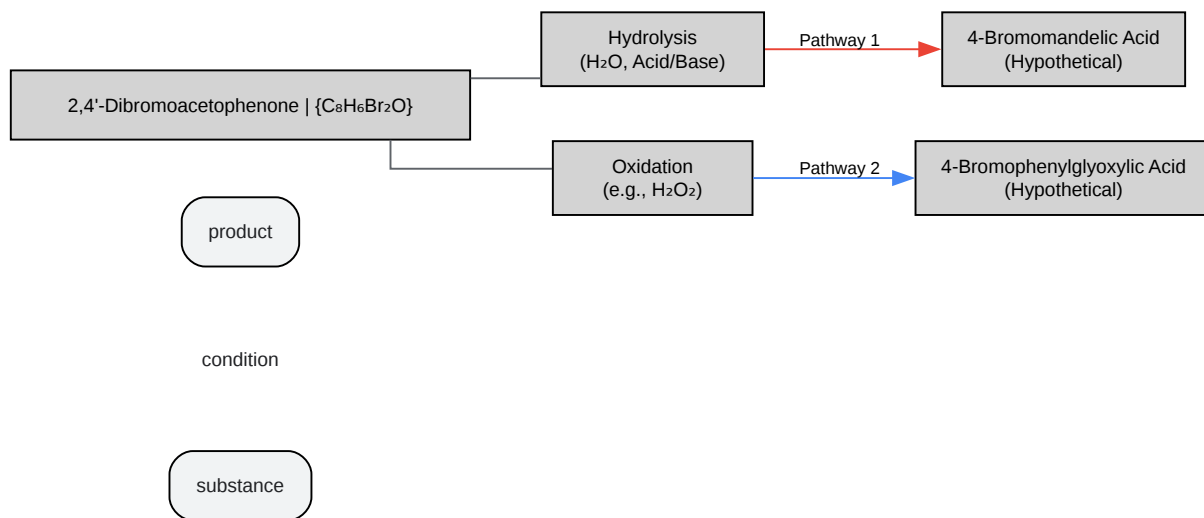 2,4'-Dibromoacetophenone | {C₈H₆Br₂O}
Hydrolysis
(H₂O, Acid/Base)
Pathway 1
4-Bromomandelic Acid
(Hypothetical)
Oxidation
(e.g., H₂O₂)
Pathway 2
4-Bromophenylglyoxylic Acid
(Hypothetical)
product
condition
substance